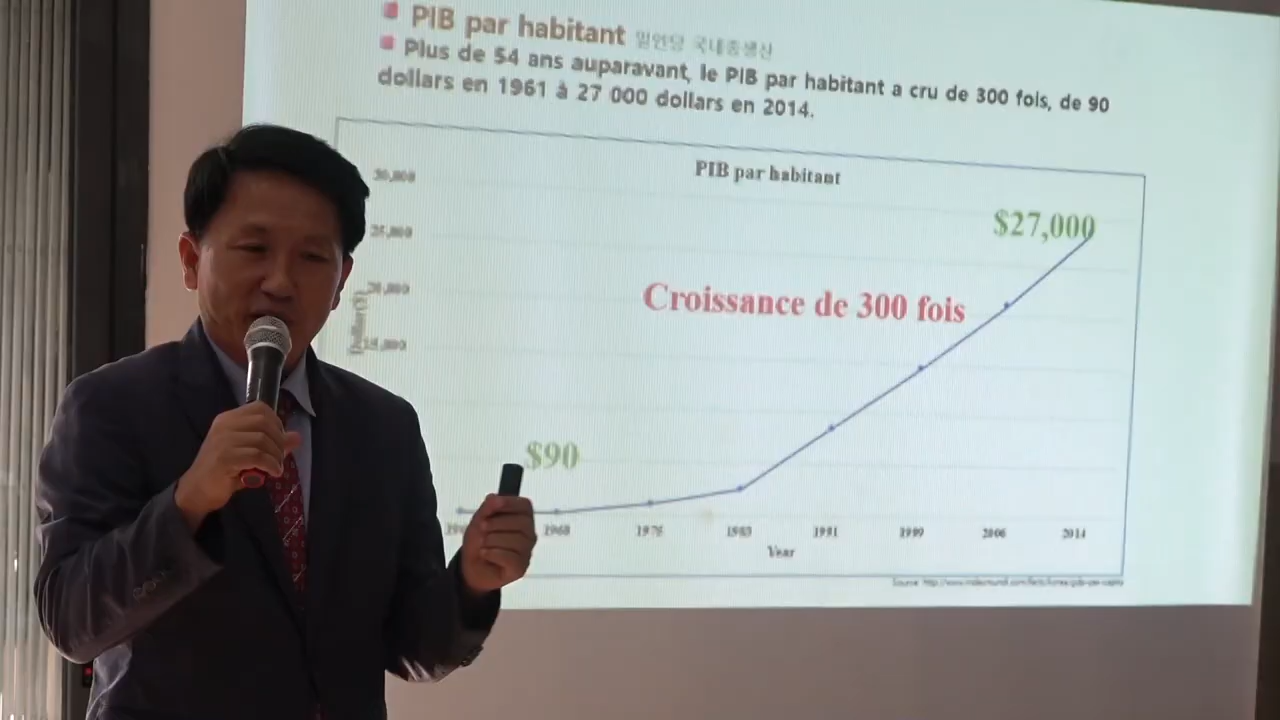 PIB par habitant 일인당 국내총생산
Plus de 54 ans auparavant, le PIB par habitant a cru de 300 fois, de 90
dollars en 1961 à 27 000 dollars en 2014.
PIB par habitant
30,000
$27,000
25,000
Croissance de 300 fois
20,000
15,000
$90
1968 1976 1983 1991 1999 2006 2014
Year